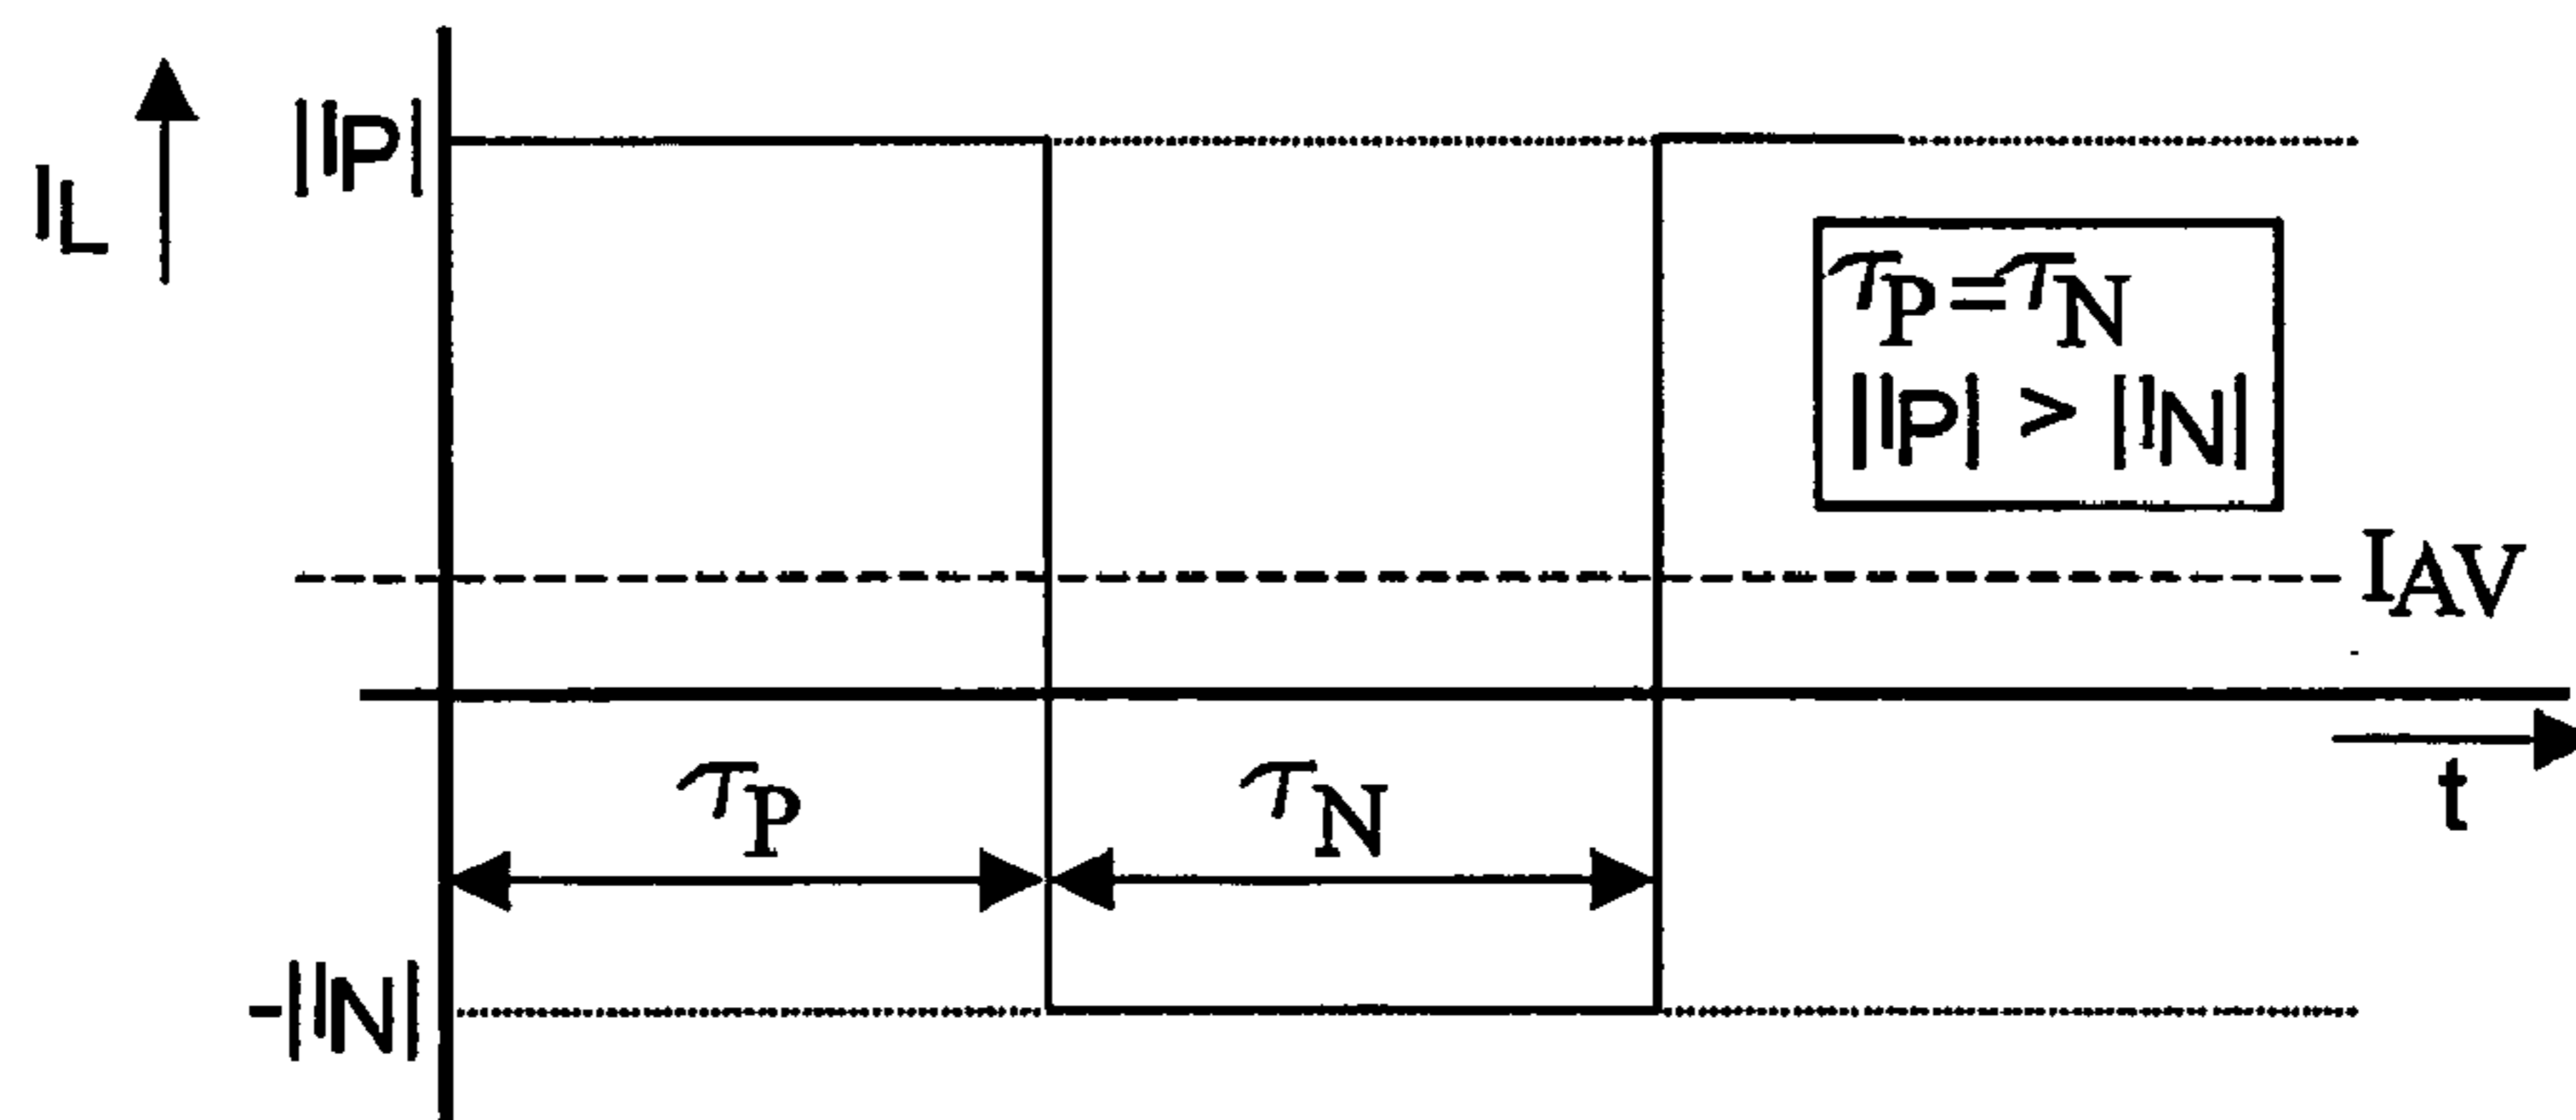 |IP|
IL
τP=τN
|IP| > |IN|
IAV
t
τP
τN
-|IN|